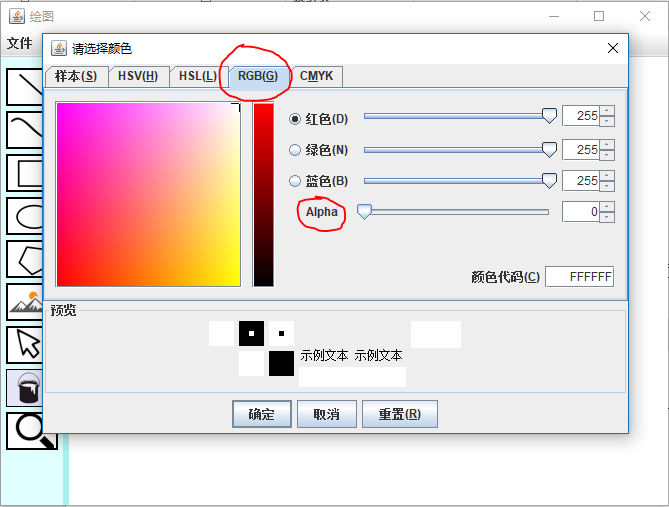 绘图
文件
请选择颜色
样本(S) HSV(H) HSL(L) RGB(G) CMYK
红色(D) 255
绿色(N) 255
蓝色(B) 255
Alpha 0
颜色代码(C) FFFFFF
预览
示例文本 示例文本
确定 取消 重置(R)